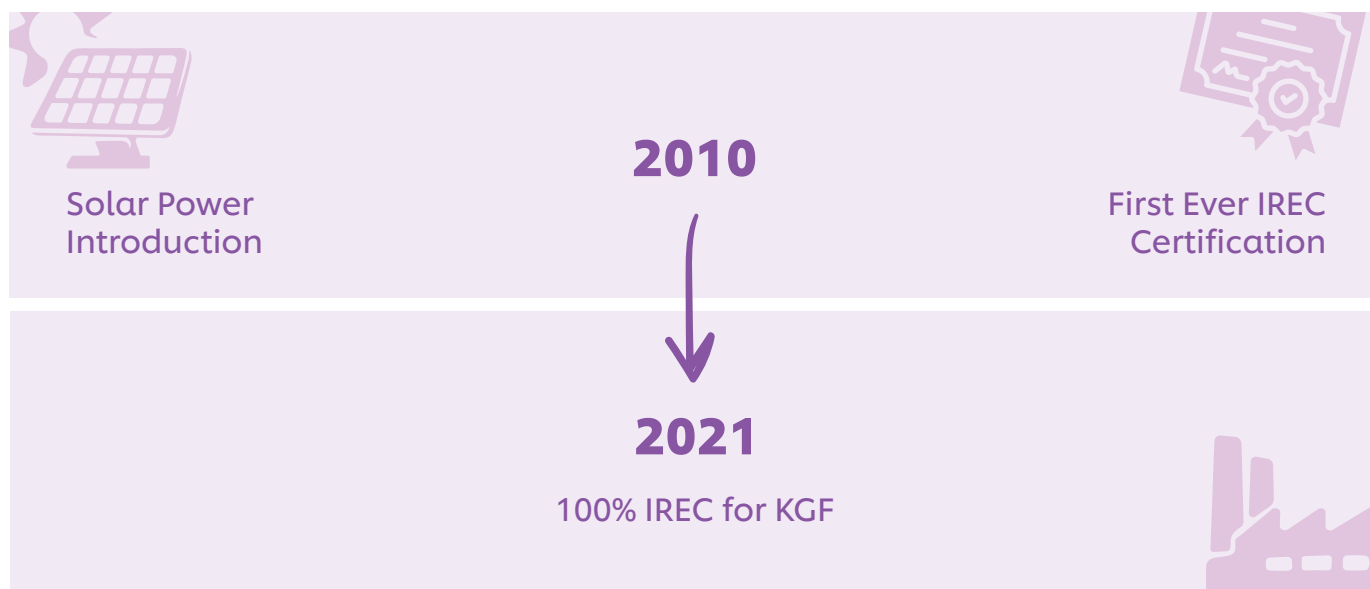 2010
Solar Power
Introduction
First Ever IREC
Certification
2021
100% IREC for KGF